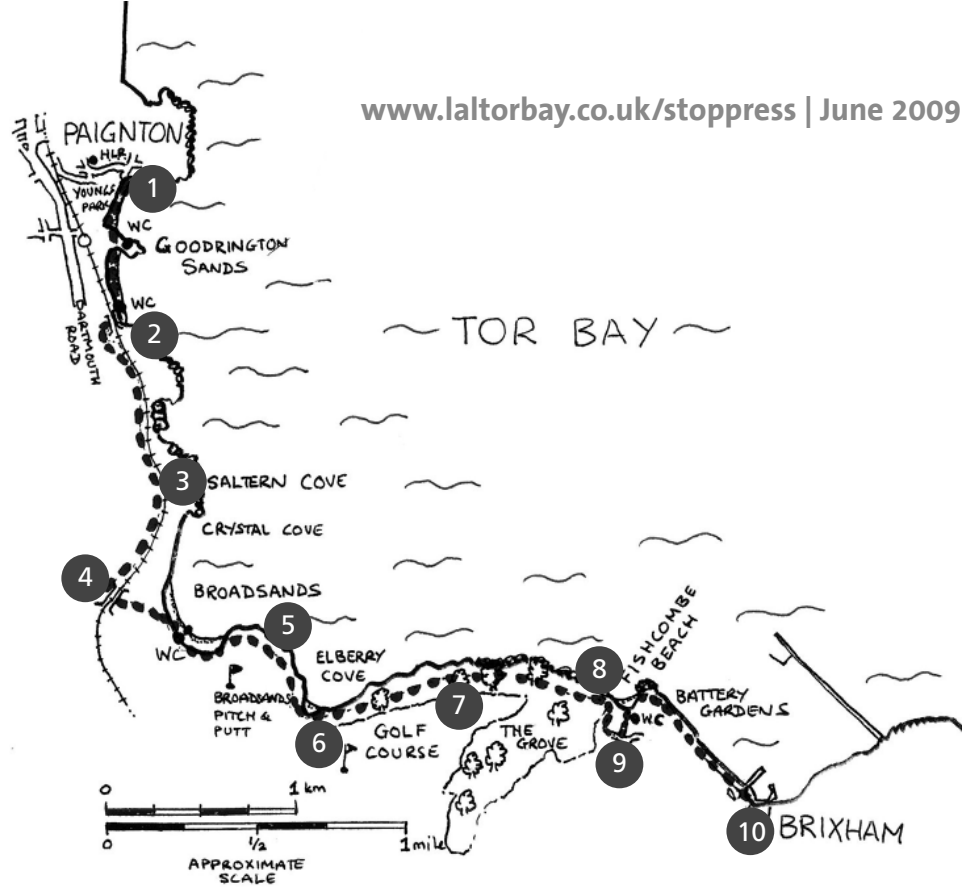 www.laltorbay.co.uk/stoppress | June 2009
PAIGNTON
H.L.P.
YOUNGS
PARK
1
WC
GOODRINGTON
SANDS
WC
2
DARTMOUTH
ROAD
~ TOR BAY ~
3
SALTERN COVE
CRYSTAL COVE
4
BROADSANDS
5
WC
ELBERRY
COVE
BROADSANDS
PITCH &
PUTT
6
7
GOLF
COURSE
THE
GROVE
8
FISHCOMBE
BEACH
WC
BATTERY
GARDENS
9
10
BRIXHAM
0
1 km
0
1/2
1 mile
APPROXIMATE
SCALE